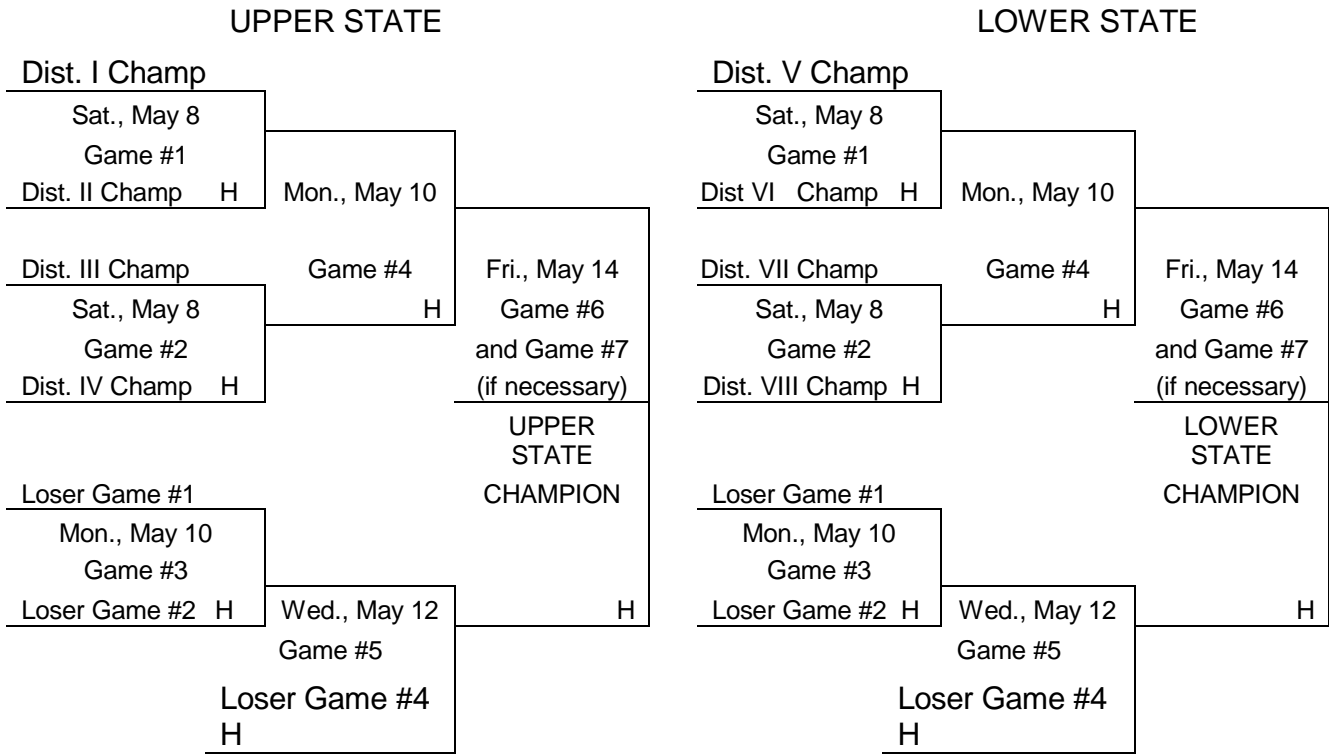 UPPER STATE
Dist. I Champ
Sat., May 8
Game #1
Dist. II Champ H
Mon., May 10
Dist. III Champ
Game #4
Fri., May 14
Sat., May 8
H
Game #6
Game #2
and Game #7
Dist. IV Champ H
(if necessary)
UPPER
STATE
Loser Game #1
CHAMPION
Mon., May 10
Game #3
Loser Game #2 H
Wed., May 12
H
Game #5
Loser Game #4
H
LOWER STATE
Dist. V Champ
Sat., May 8
Game #1
Dist VI Champ H
Mon., May 10
Dist. VII Champ
Game #4
Fri., May 14
Sat., May 8
H
Game #6
Game #2
and Game #7
Dist. VIII Champ H
(if necessary)
LOWER
STATE
Loser Game #1
CHAMPION
Mon., May 10
Game #3
Loser Game #2 H
Wed., May 12
H
Game #5
Loser Game #4
H